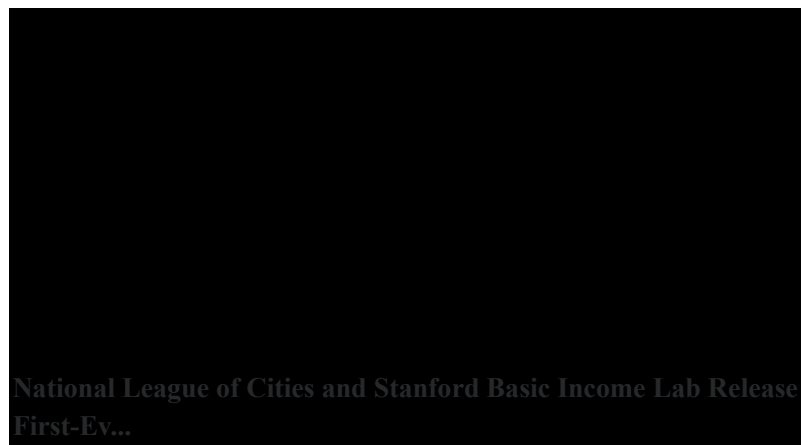 National League of Cities and Stanford Basic Income Lab Release
First-Ev...